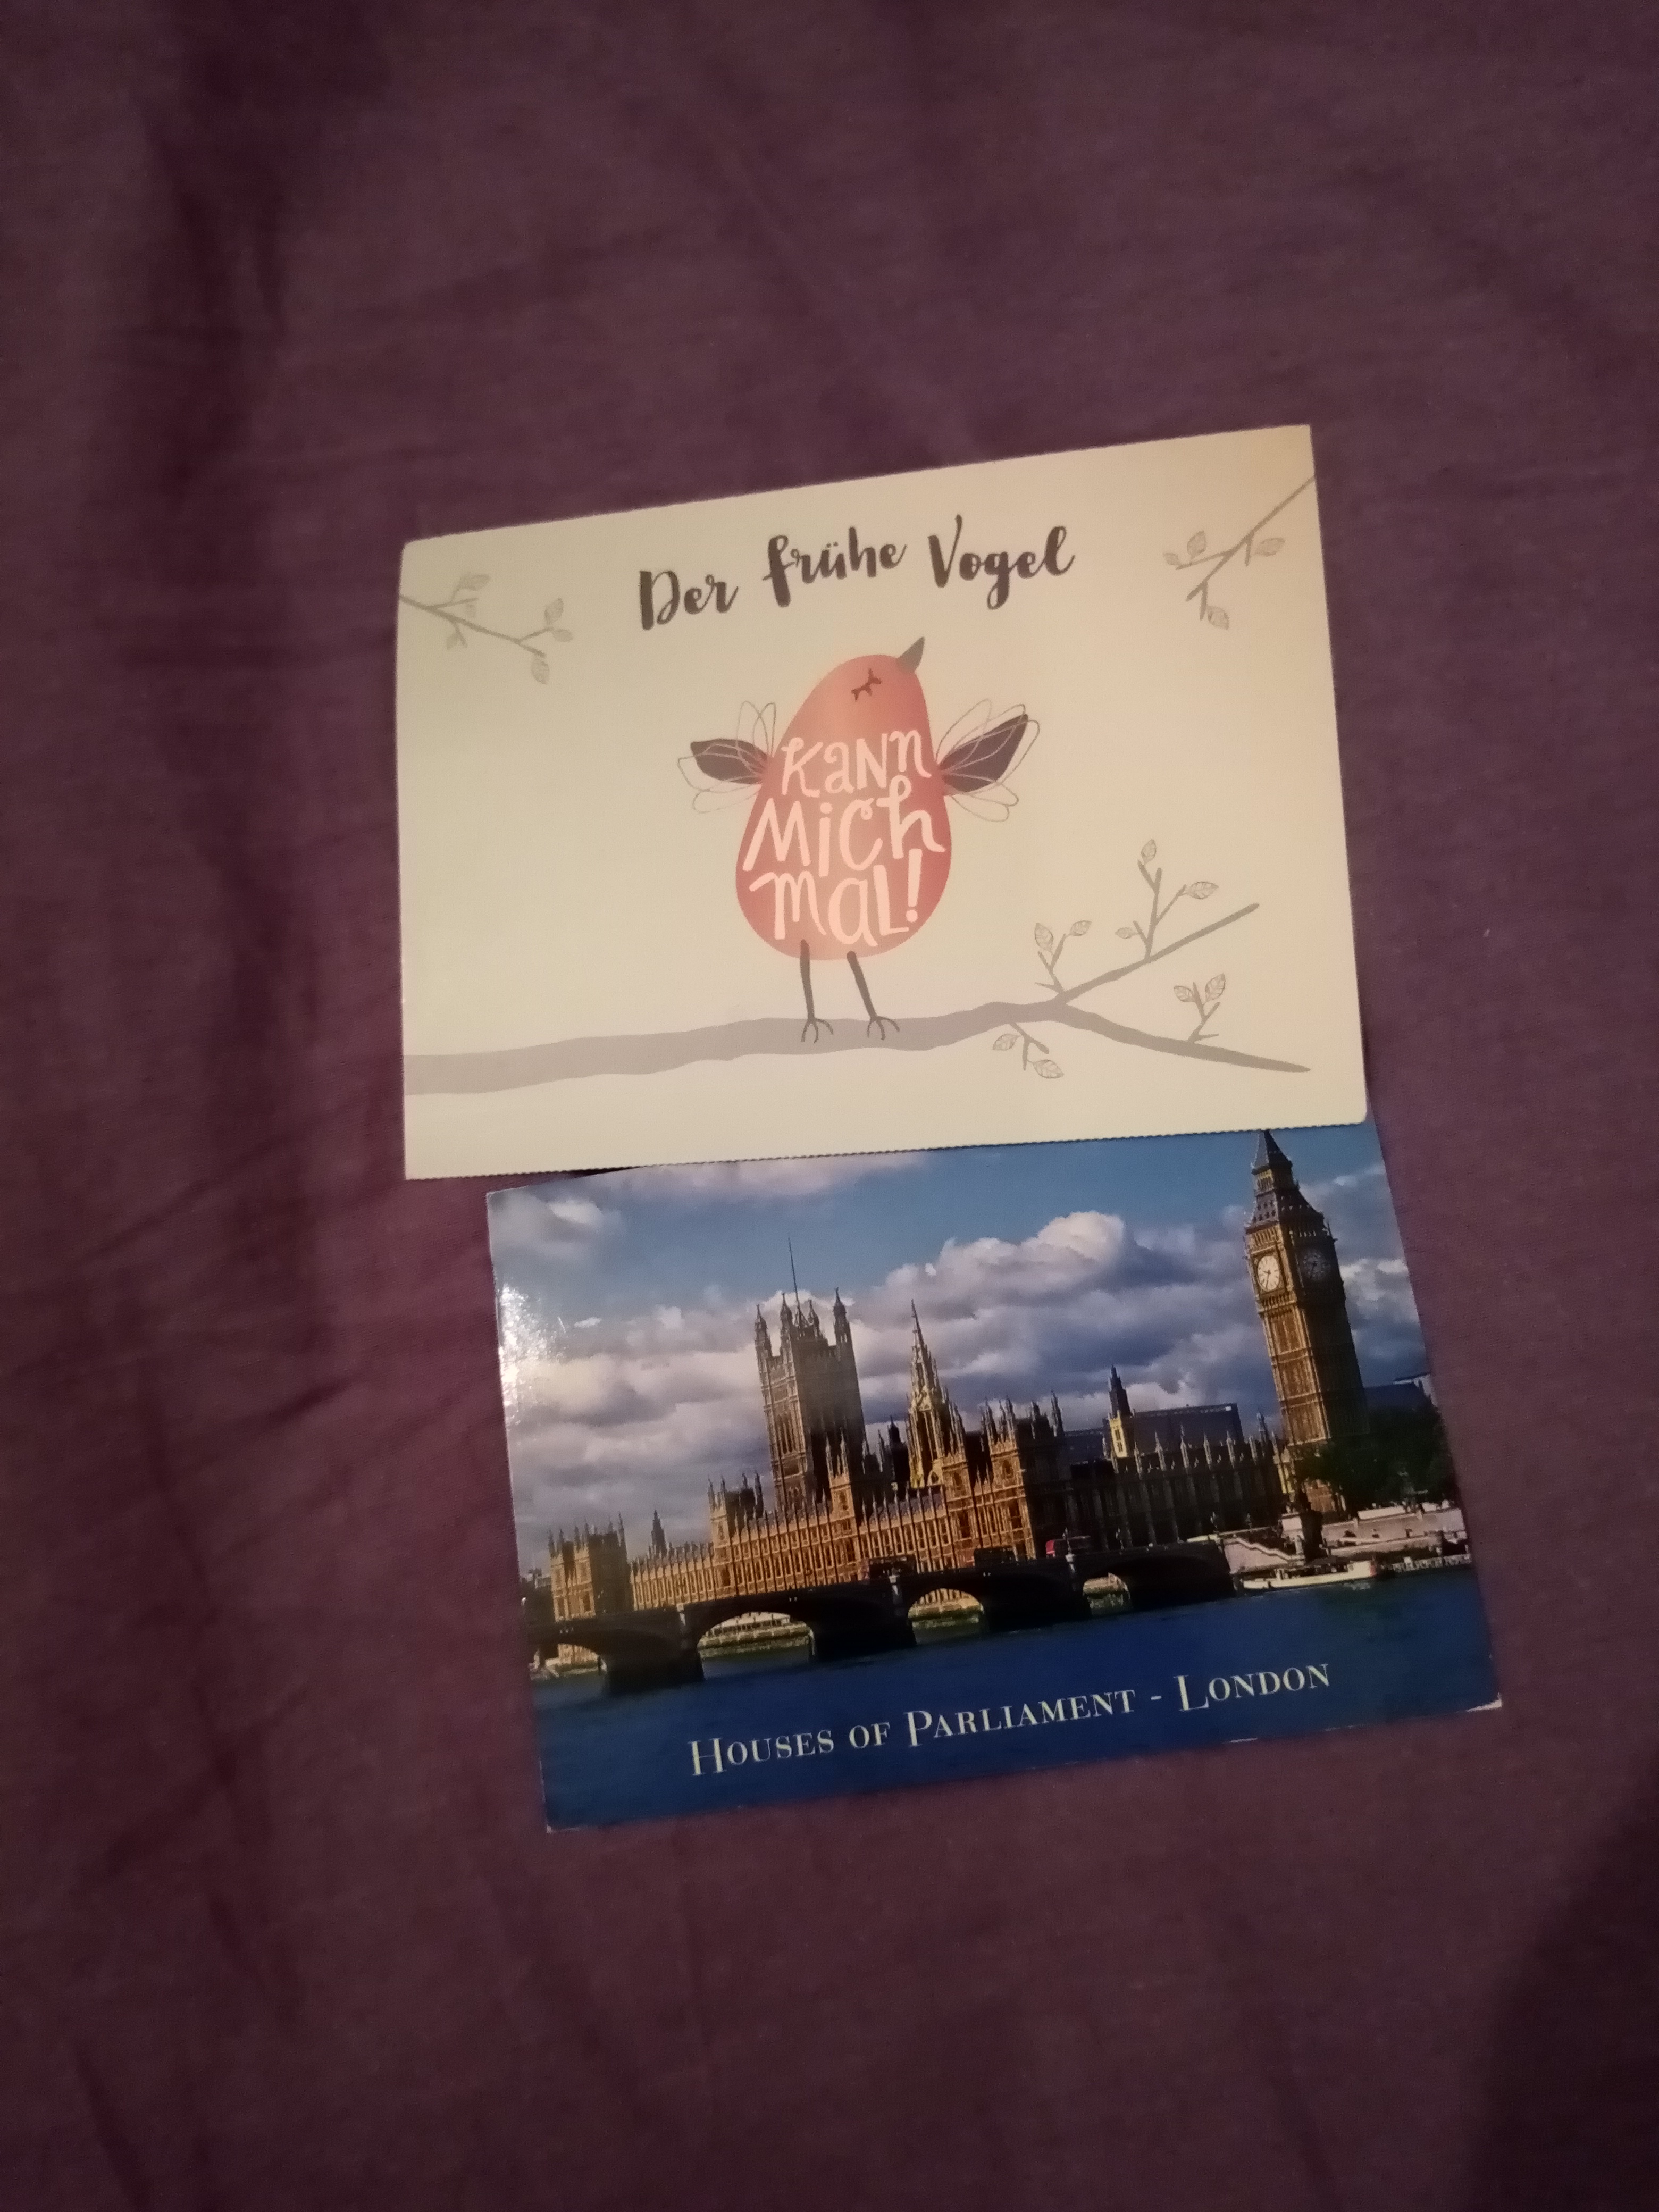 Der frühe Vogel
kann
mich
mal!
Houses of Parliament - London